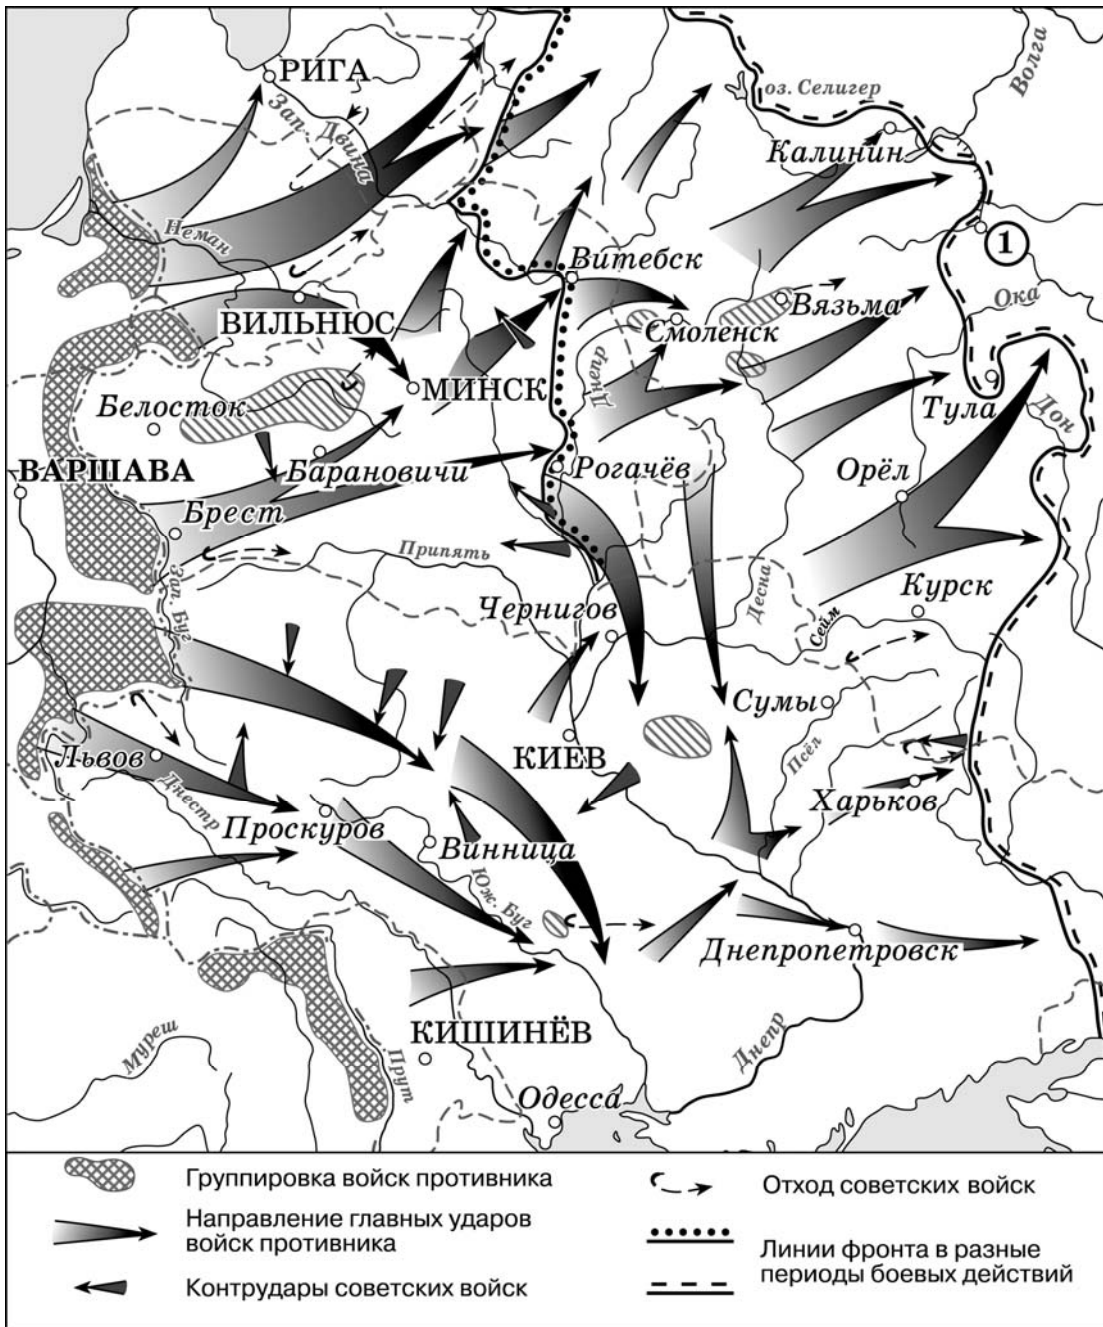 РИГА
Зап. Двина
оз. Селигер
Волга
Калинин
Неман
1
Витебск
Вязьма
Ока
ВИЛЬНЮС
Смоленск
Днепр
МИНСК
Белосток
Тула
Дон
ВАРШАВА
Барановичи
Рогачёв
Орёл
Брест
Припять
Зап. Буг
Десна
Курск
Чернигов
Сейм
Сумы
КИЕВ
Псёл
Львов
Днестр
Харьков
Проскуров
Винница
Юж. Буг
Днепропетровск
КИШИНЁВ
Днепр
Муреш
Прут
Одесса
Группировка войск противника
Направление главных ударов
войск противника
Контрудары советских войск
Отход советских войск
Линии фронта в разные
периоды боевых действий